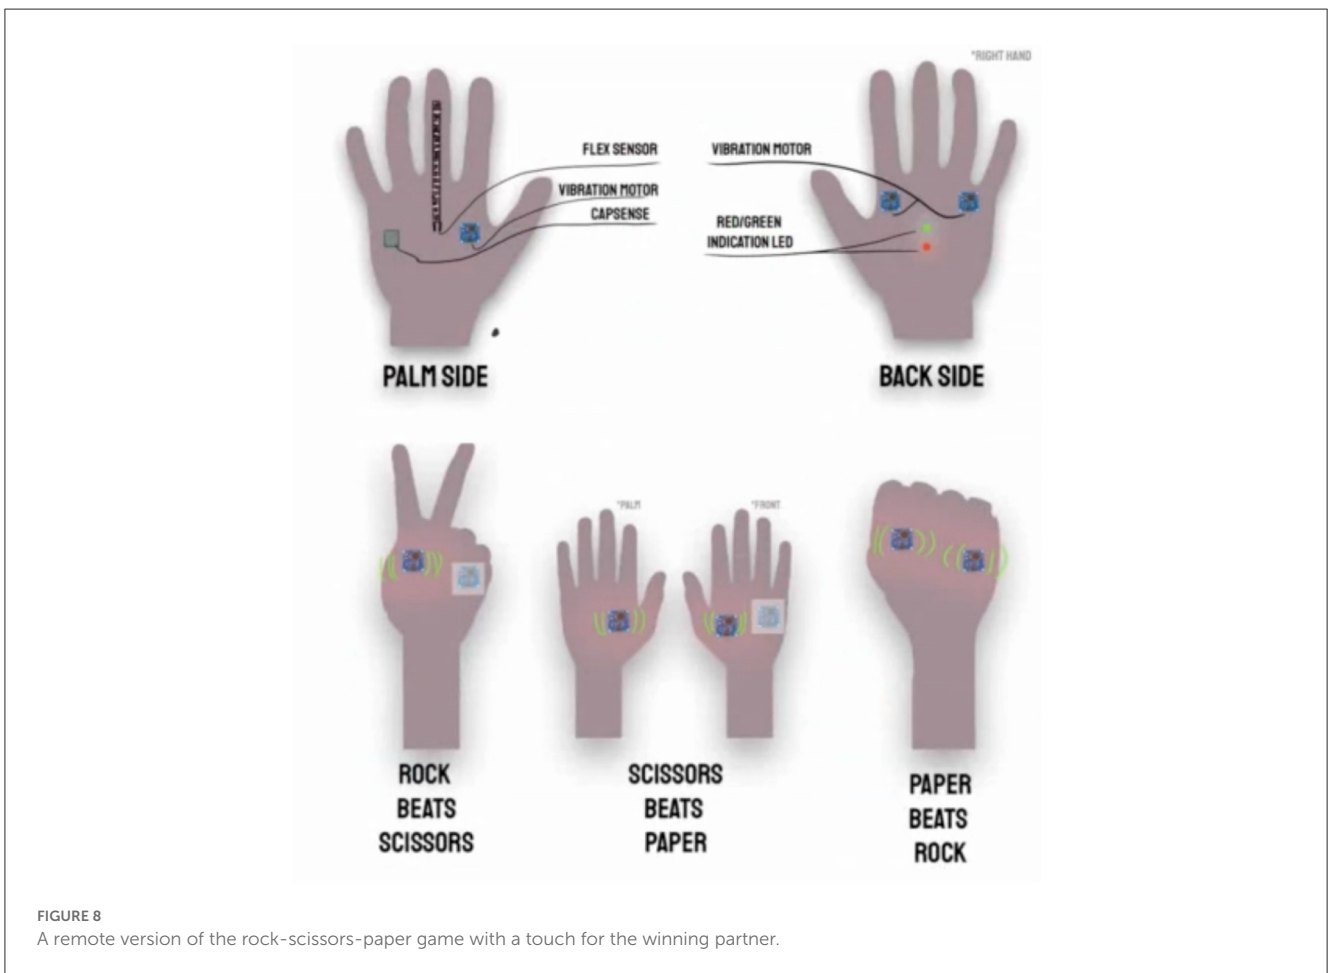 *RIGHT HAND
FLEX SENSOR
VIBRATION MOTOR
CAPSENSE
VIBRATION MOTOR
RED/GREEN
INDICATION LED
PALM SIDE
BACK SIDE
*PALM
*FRONT
ROCK
BEATS
SCISSORS
SCISSORS
BEATS
PAPER
PAPER
BEATS
ROCK
FIGURE 8
A remote version of the rock-scissors-paper game with a touch for the winning partner.